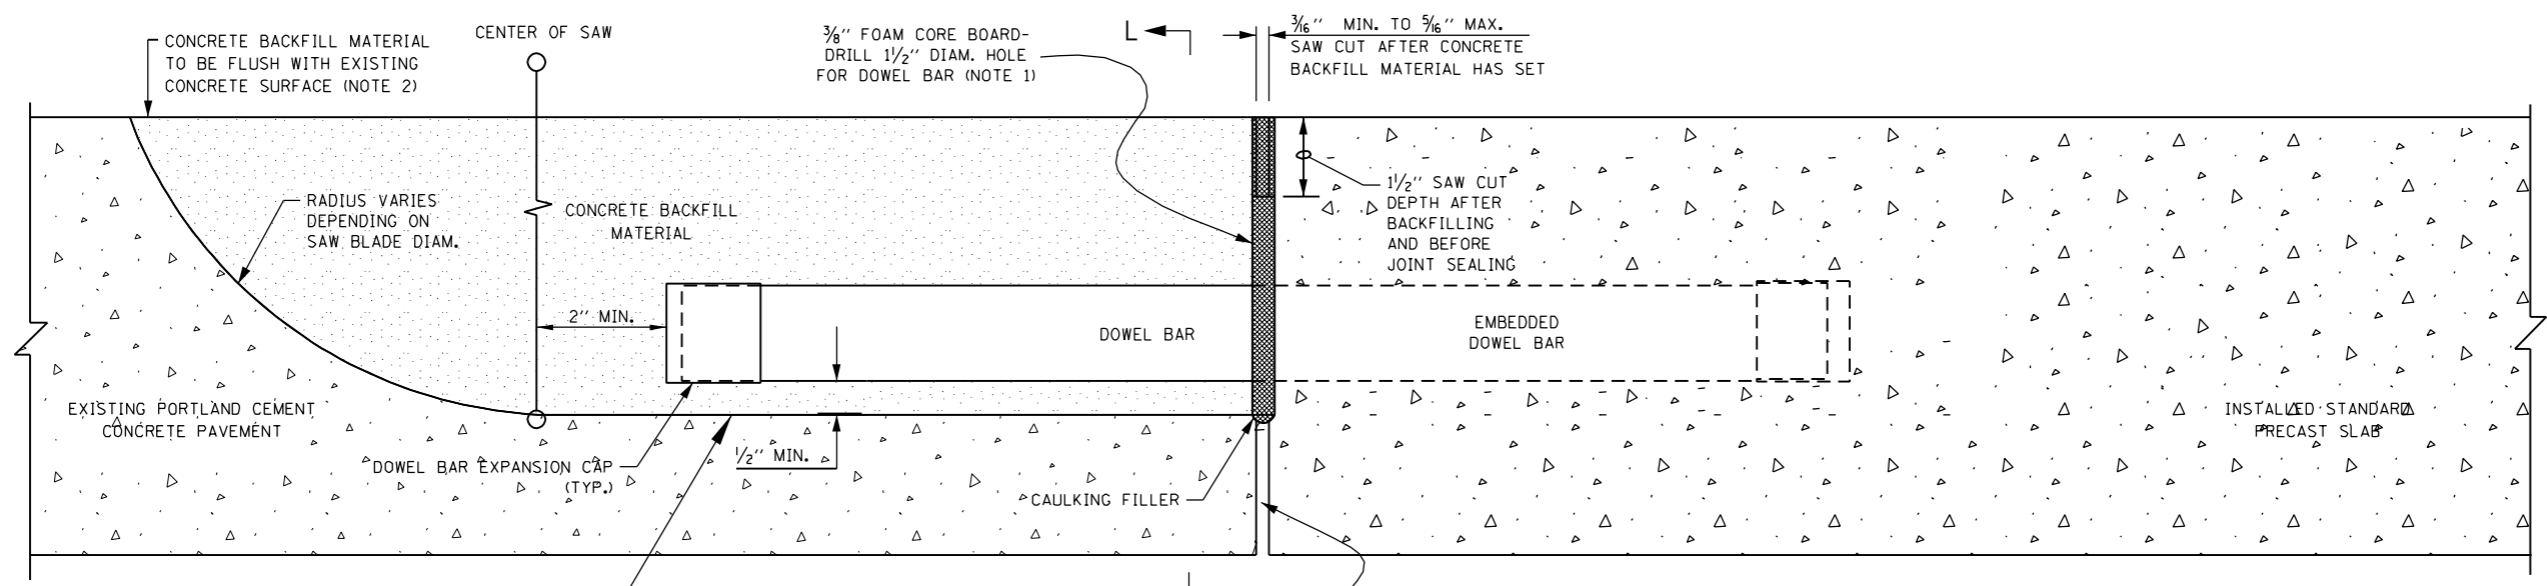 CONCRETE BACKFILL MATERIAL
TO BE FLUSH WITH EXISTING
CONCRETE SURFACE (NOTE 2)
CENTER OF SAW
3/8'' FOAM CORE BOARD-
DRILL 1 1/2'' DIAM. HOLE
FOR DOWEL BAR (NOTE 1)
L
3/16'' MIN. TO 5/16'' MAX.
SAW CUT AFTER CONCRETE
BACKFILL MATERIAL HAS SET
RADIUS VARIES
DEPENDING ON
SAW BLADE DIAM.
CONCRETE BACKFILL
MATERIAL
1 1/2'' SAW CUT
DEPTH AFTER
BACKFILLING
AND BEFORE
JOINT SEALING
2'' MIN.
DOWEL BAR
EMBEDDED
DOWEL BAR
EXISTING PORTLAND CEMENT
CONCRETE PAVEMENT
INSTALLED STANDARD
PRECAST SLAB
DOWEL BAR EXPANSION CAP
(TYP.)
1/2'' MIN.
CAULKING FILLER